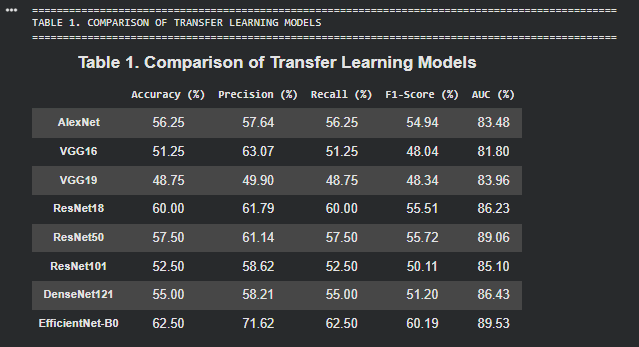 ================================================================================
TABLE 1. COMPARISON OF TRANSFER LEARNING MODELS
================================================================================
Table 1. Comparison of Transfer Learning Models
Accuracy (%) Precision (%) Recall (%) F1-Score (%) AUC (%)
AlexNet 56.25 57.64 56.25 54.94 83.48
VGG16 51.25 63.07 51.25 48.04 81.80
VGG19 48.75 49.90 48.75 48.34 83.96
ResNet18 60.00 61.79 60.00 55.51 86.23
ResNet50 57.50 61.14 57.50 55.72 89.06
ResNet101 52.50 58.62 52.50 50.11 85.10
DenseNet121 55.00 58.21 55.00 51.20 86.43
EfficientNet-B0 62.50 71.62 62.50 60.19 89.53